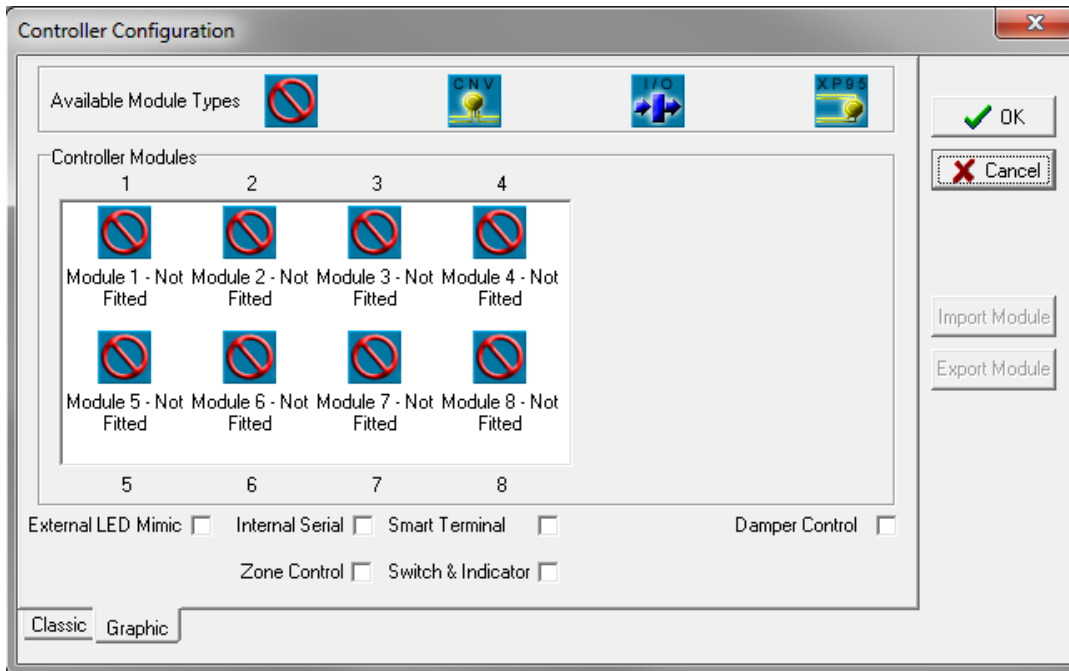 Controller Configuration
Available Module Types
CNV
I/O
XP95
OK
Cancel
Controller Modules
1 2 3 4
Module 1 - Not Module 2 - Not Module 3 - Not Module 4 - Not
Fitted Fitted Fitted Fitted
Module 5 - Not Module 6 - Not Module 7 - Not Module 8 - Not
Fitted Fitted Fitted Fitted
5 6 7 8
Import Module
Export Module
External LED Mimic Internal Serial Smart Terminal Damper Control
Zone Control Switch & Indicator
Classic Graphic